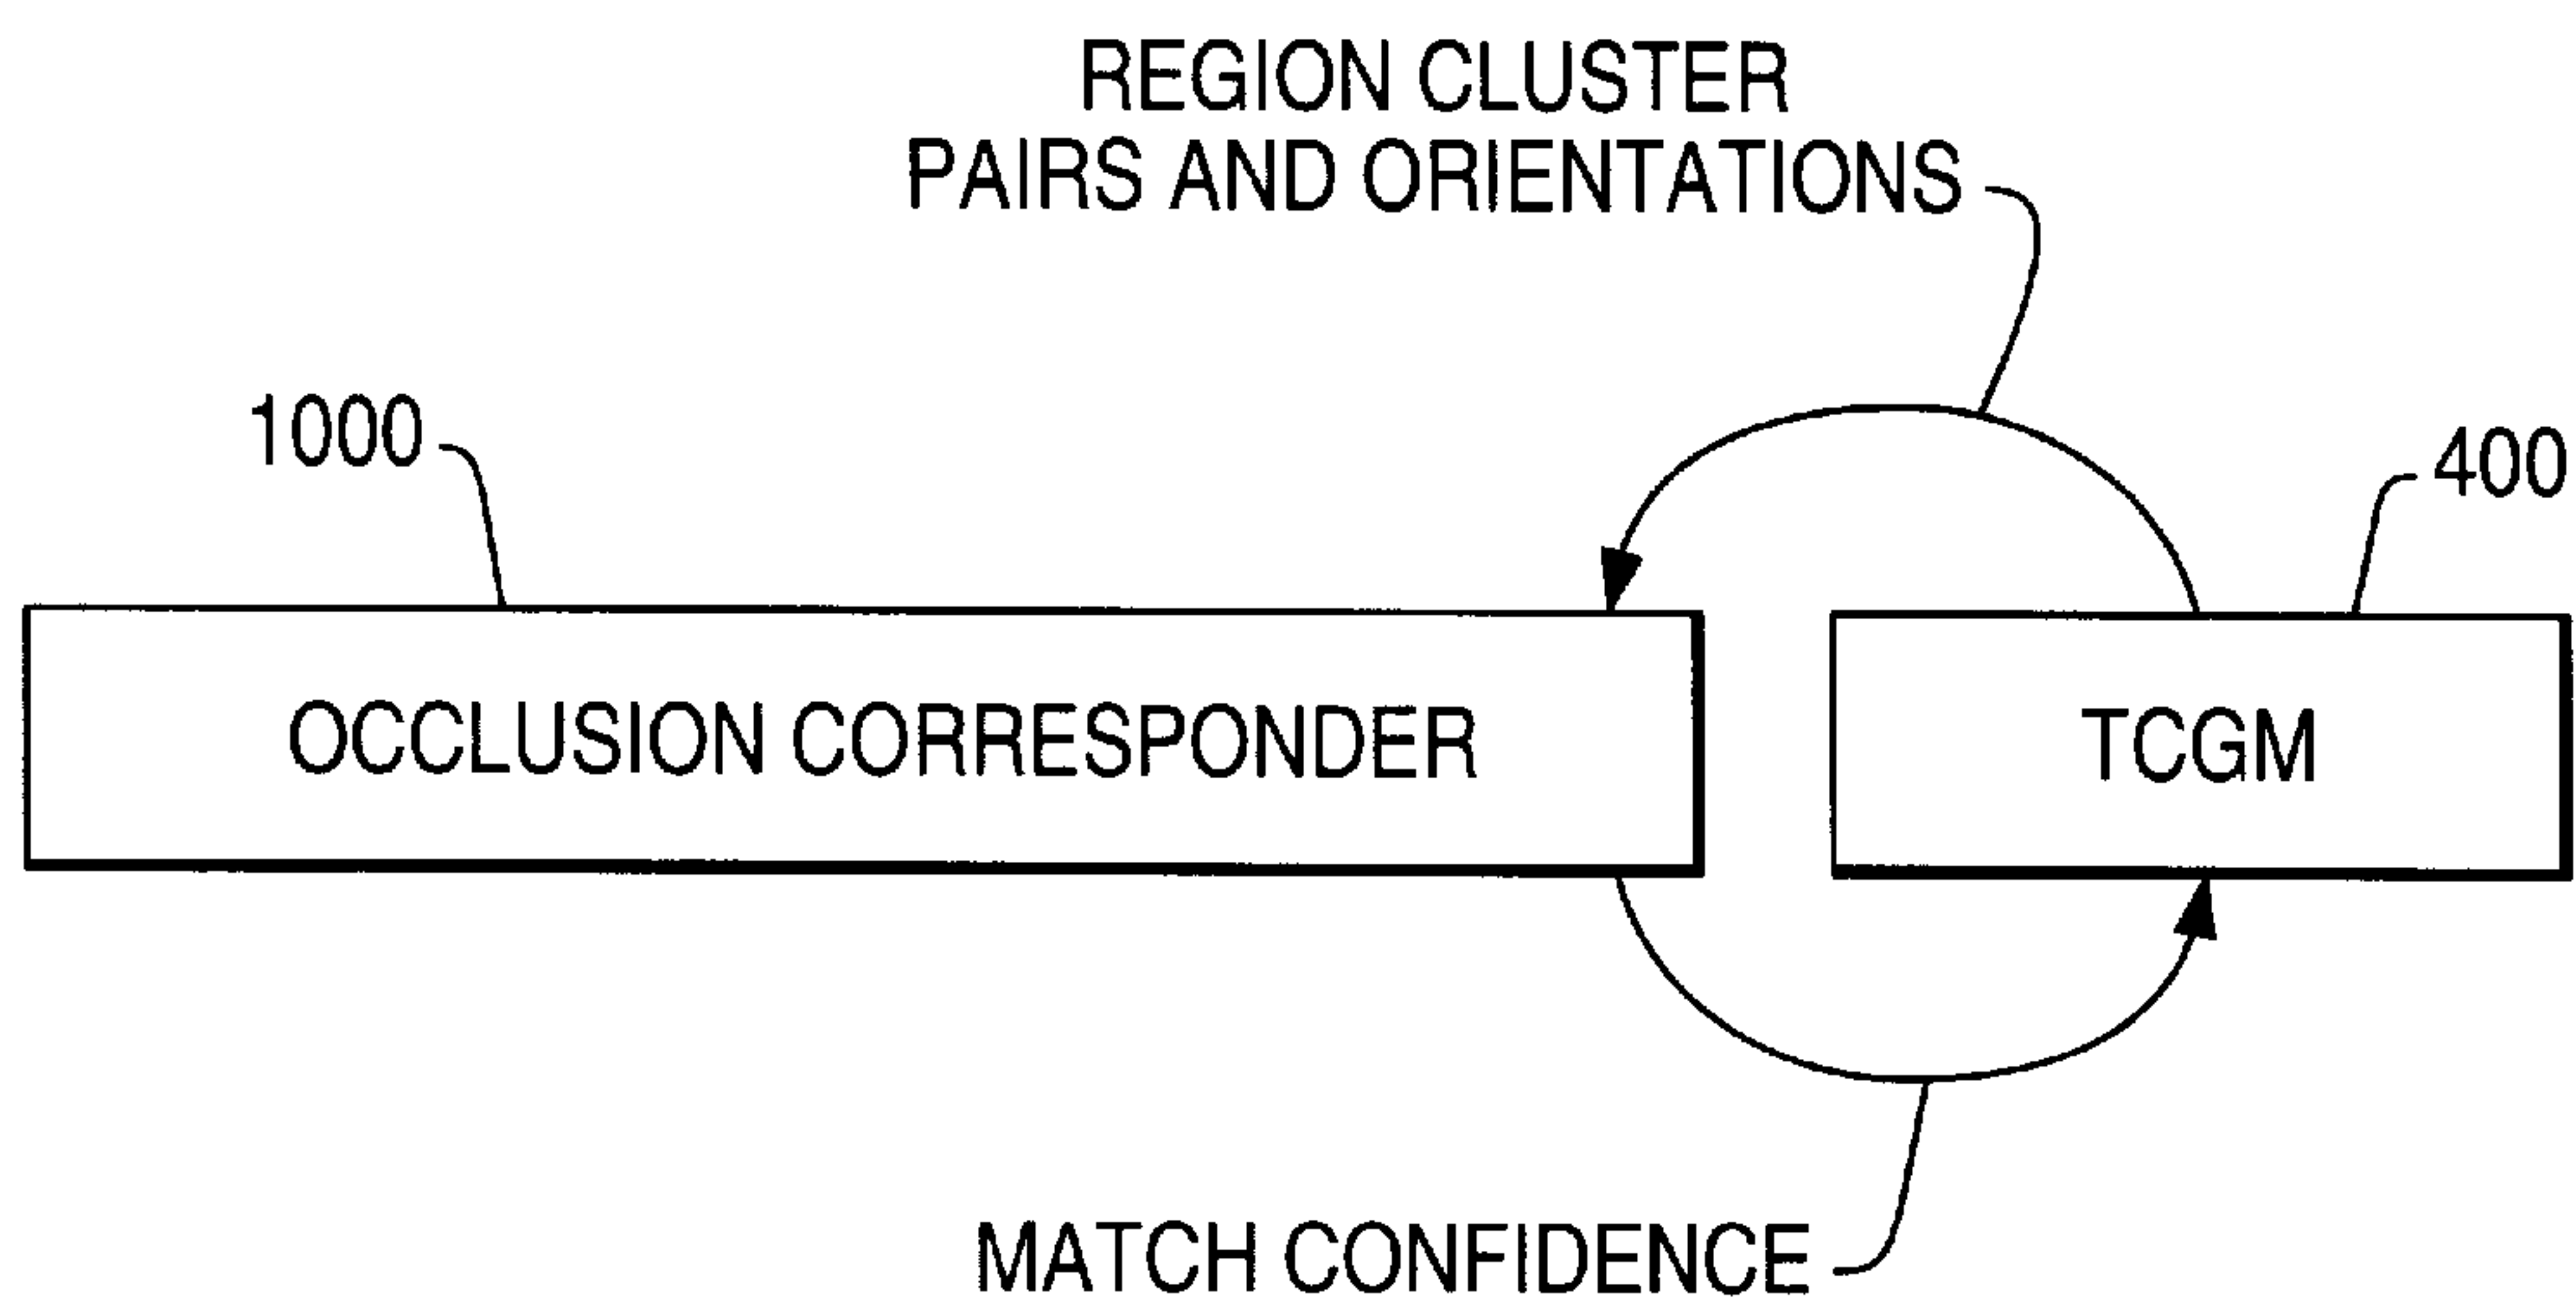 REGION CLUSTER
PAIRS AND ORIENTATIONS
1000
400
OCCLUSION CORRESPONDER
TCGM
MATCH CONFIDENCE